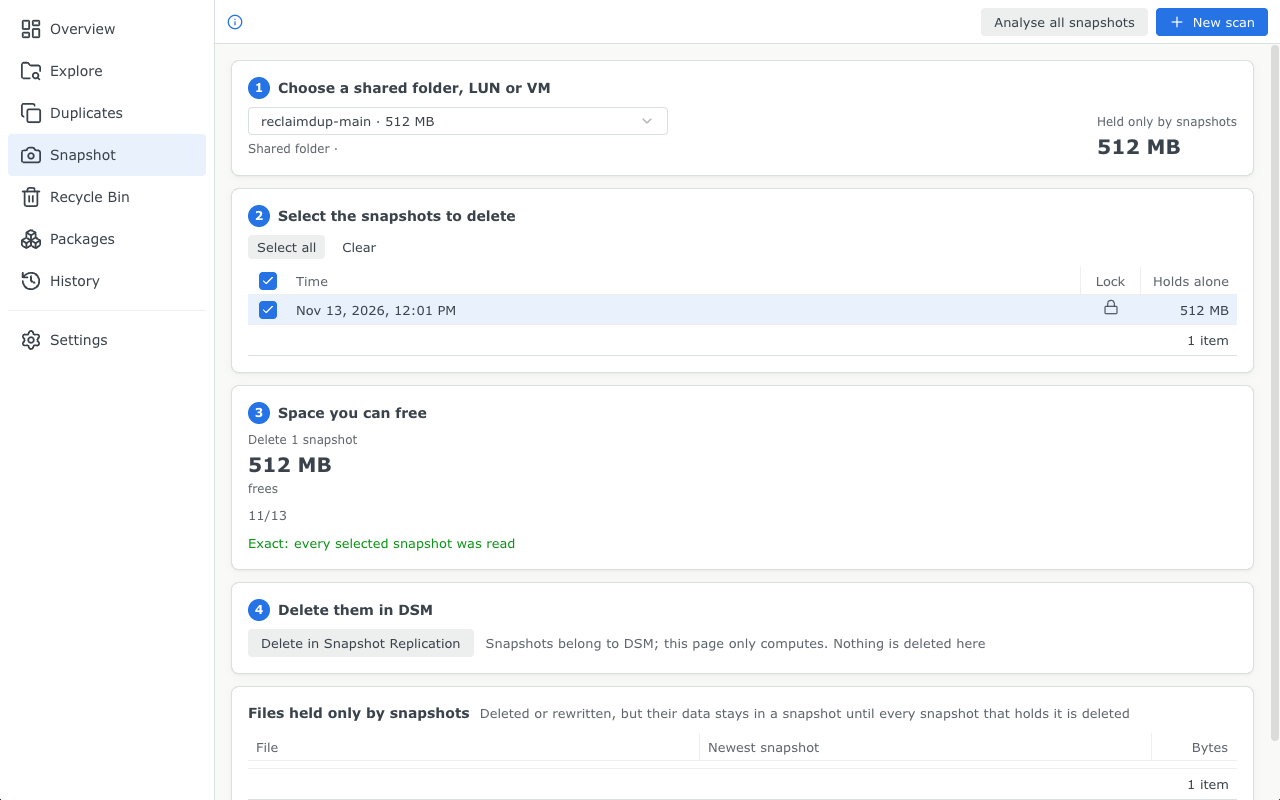 Overview
Explore
Duplicates
Snapshot
Recycle Bin
Packages
History
Settings
Analyse all snapshots
New scan
1 Choose a shared folder, LUN or VM
reclaimdup-main · 512 MB
Shared folder ·
Held only by snapshots
512 MB
2 Select the snapshots to delete
Select all Clear
Time Lock Holds alone
Nov 13, 2026, 12:01 PM 512 MB
1 item
3 Space you can free
Delete 1 snapshot
512 MB
frees
11/13
Exact: every selected snapshot was read
4 Delete them in DSM
Delete in Snapshot Replication Snapshots belong to DSM; this page only computes. Nothing is deleted here
Files held only by snapshots Deleted or rewritten, but their data stays in a snapshot until every snapshot that holds it is deleted
File Newest snapshot Bytes
1 item